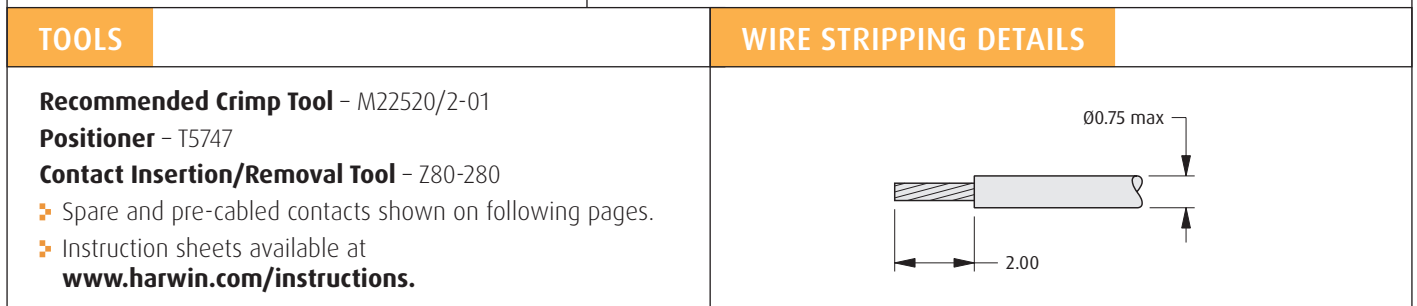 TOOLS
Recommended Crimp Tool – M22520/2-01
Positioner – T5747
Contact Insertion/Removal Tool – Z80-280
Spare and pre-cabled contacts shown on following pages.
Instruction sheets available at
www.harwin.com/instructions.
WIRE STRIPPING DETAILS
Ø0.75 max
2.00